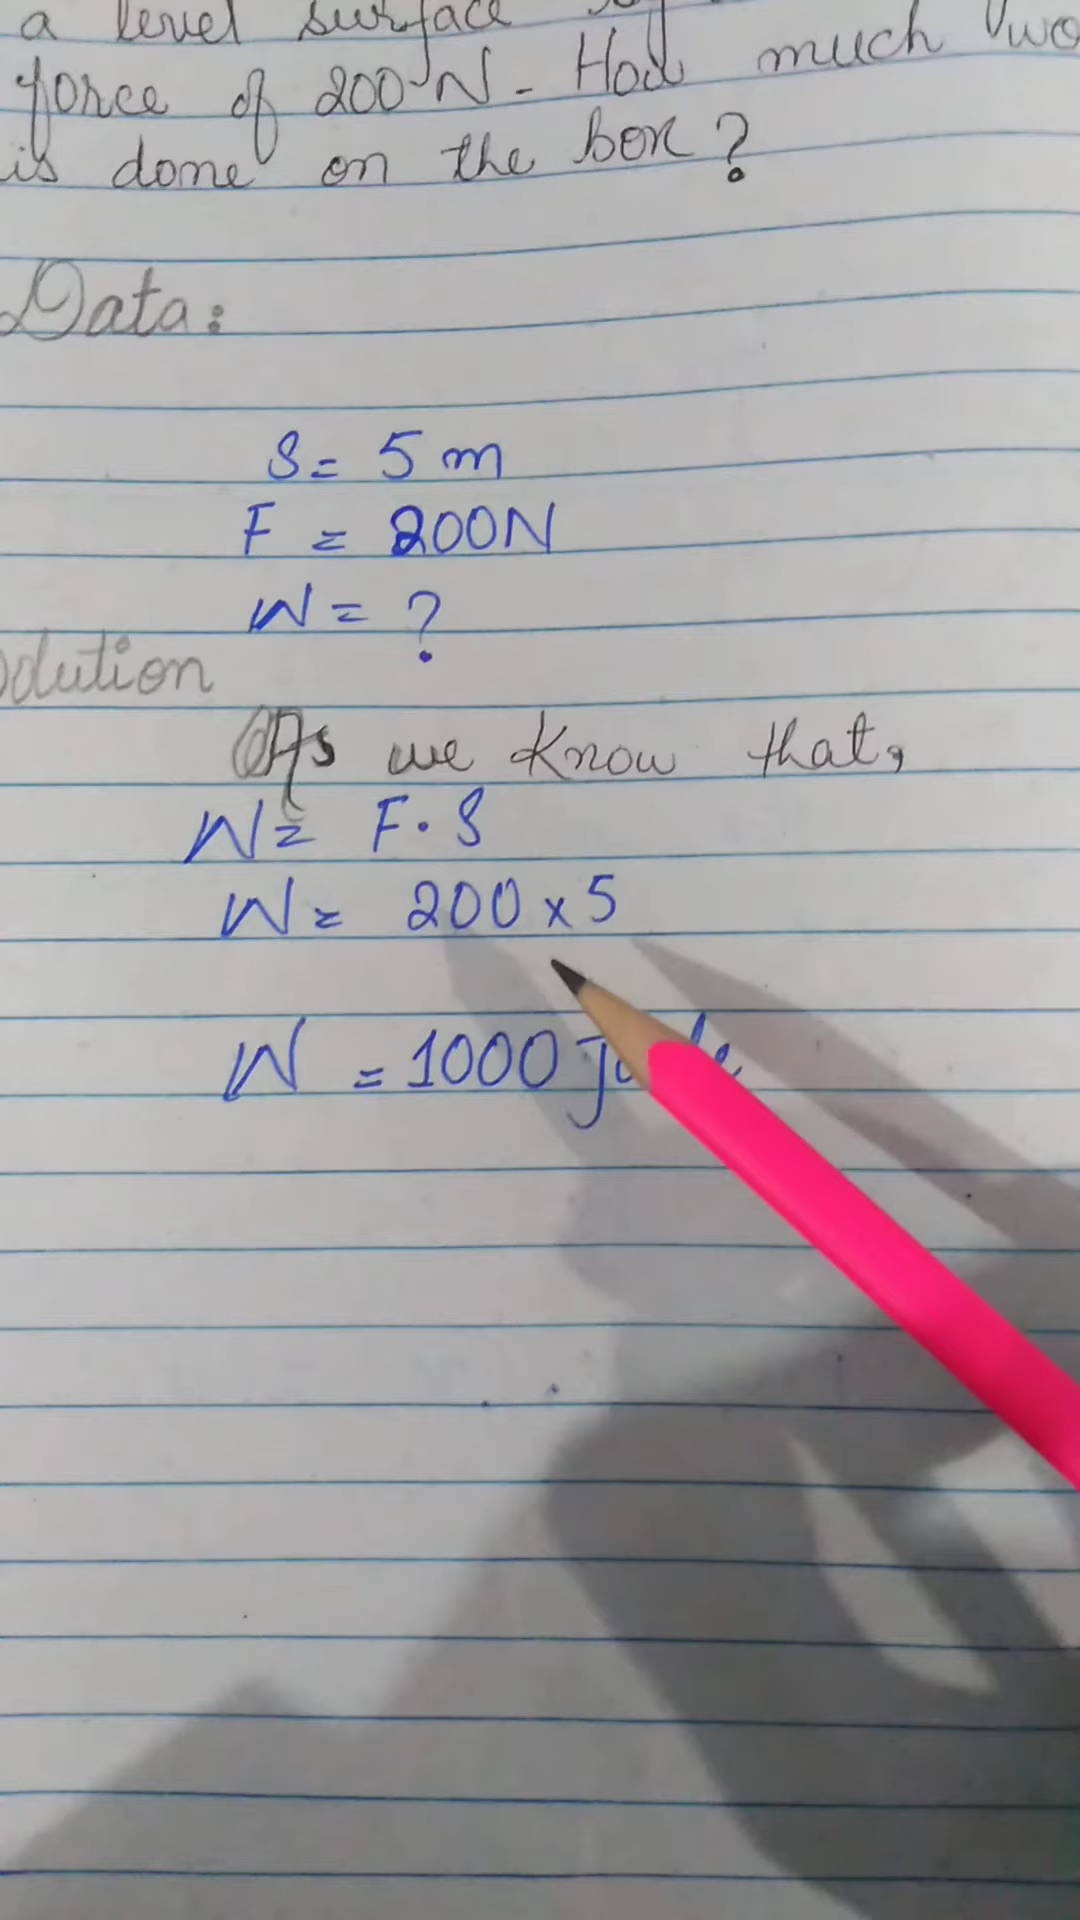 a level surface
force of 200 N. How much
is done on the box?
Data:
S = 5 m
F = 200N
W = ?
olution
As we know that,
W = F . S
W = 200 x 5
W = 1000